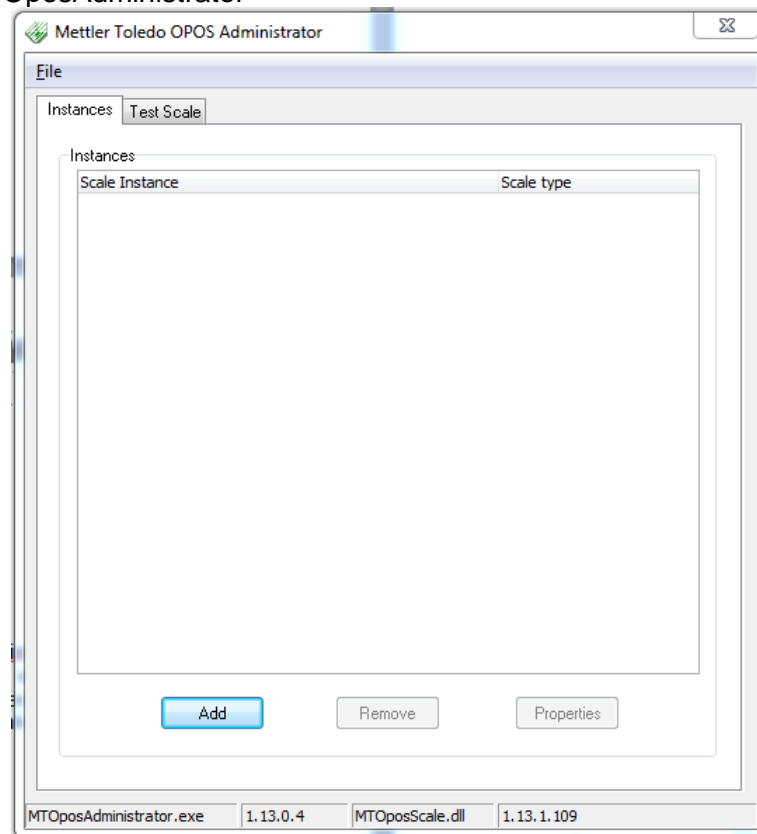 OposAdministrator
Mettler Toledo OPOS Administrator
File
Instances Test Scale
Instances
Scale Instance Scale type
Add Remove Properties
MTOposAdministrator.exe 1.13.0.4 MTOposScale.dll 1.13.1.109